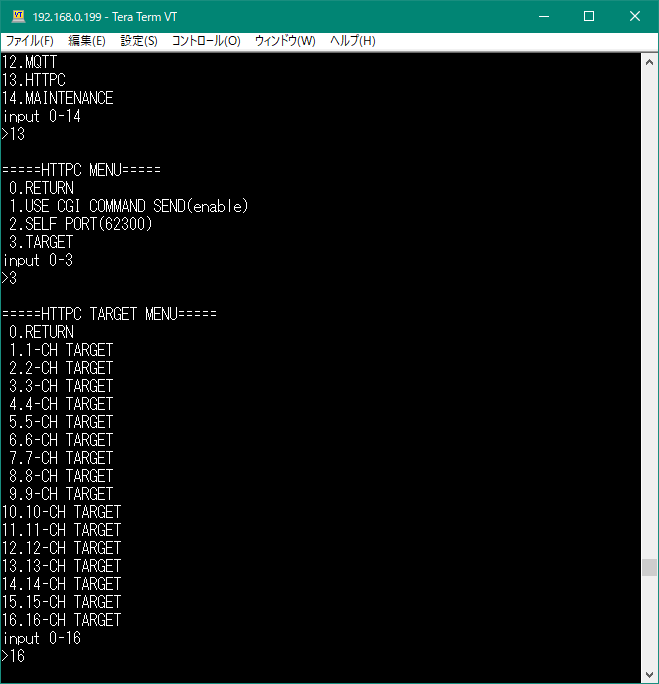 192.168.0.199 - Tera Term VT
ファイル(F) 編集(E) 設定(S) コントロール(O) ウィンドウ(W) ヘルプ(H)
12.MQTT
13.HTTPC
14.MAINTENANCE
input 0-14
>13

=====HTTPC MENU=====
 0.RETURN
 1.USE CGI COMMAND SEND(enable)
 2.SELF PORT(62300)
 3.TARGET
input 0-3
>3

=====HTTPC TARGET MENU=====
 0.RETURN
 1.1-CH TARGET
 2.2-CH TARGET
 3.3-CH TARGET
 4.4-CH TARGET
 5.5-CH TARGET
 6.6-CH TARGET
 7.7-CH TARGET
 8.8-CH TARGET
 9.9-CH TARGET
10.10-CH TARGET
11.11-CH TARGET
12.12-CH TARGET
13.13-CH TARGET
14.14-CH TARGET
15.15-CH TARGET
16.16-CH TARGET
input 0-16
>16